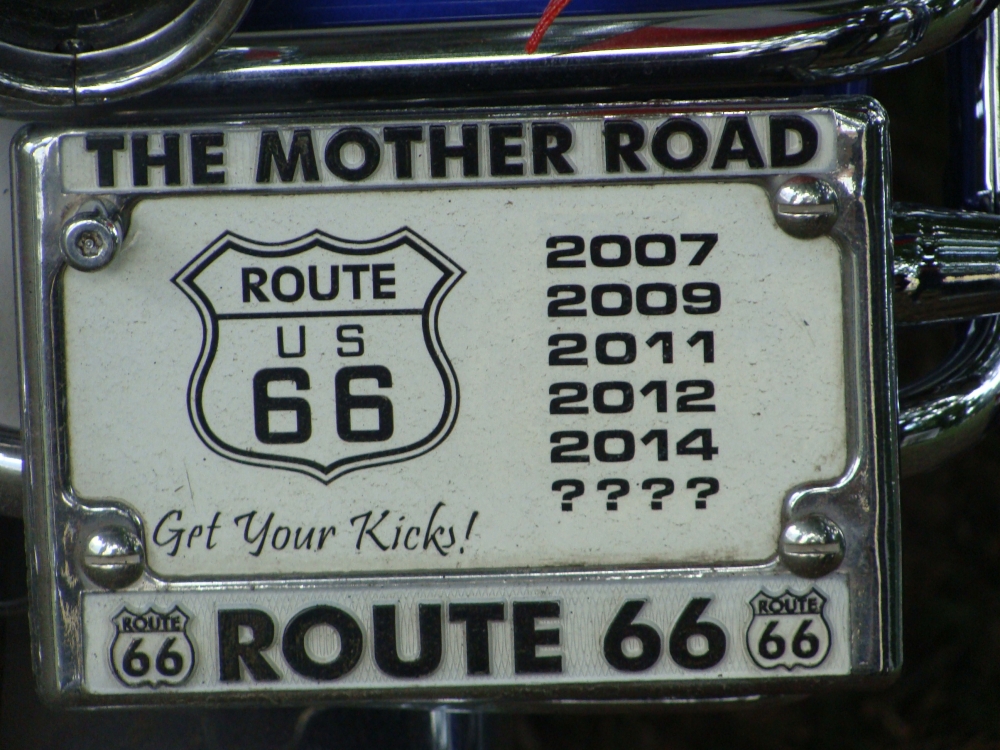 THE MOTHER ROAD
ROUTE
U S
66
2007
2009
2011
2012
2014
????
Get Your Kicks!
ROUTE
66
ROUTE 66
ROUTE
66